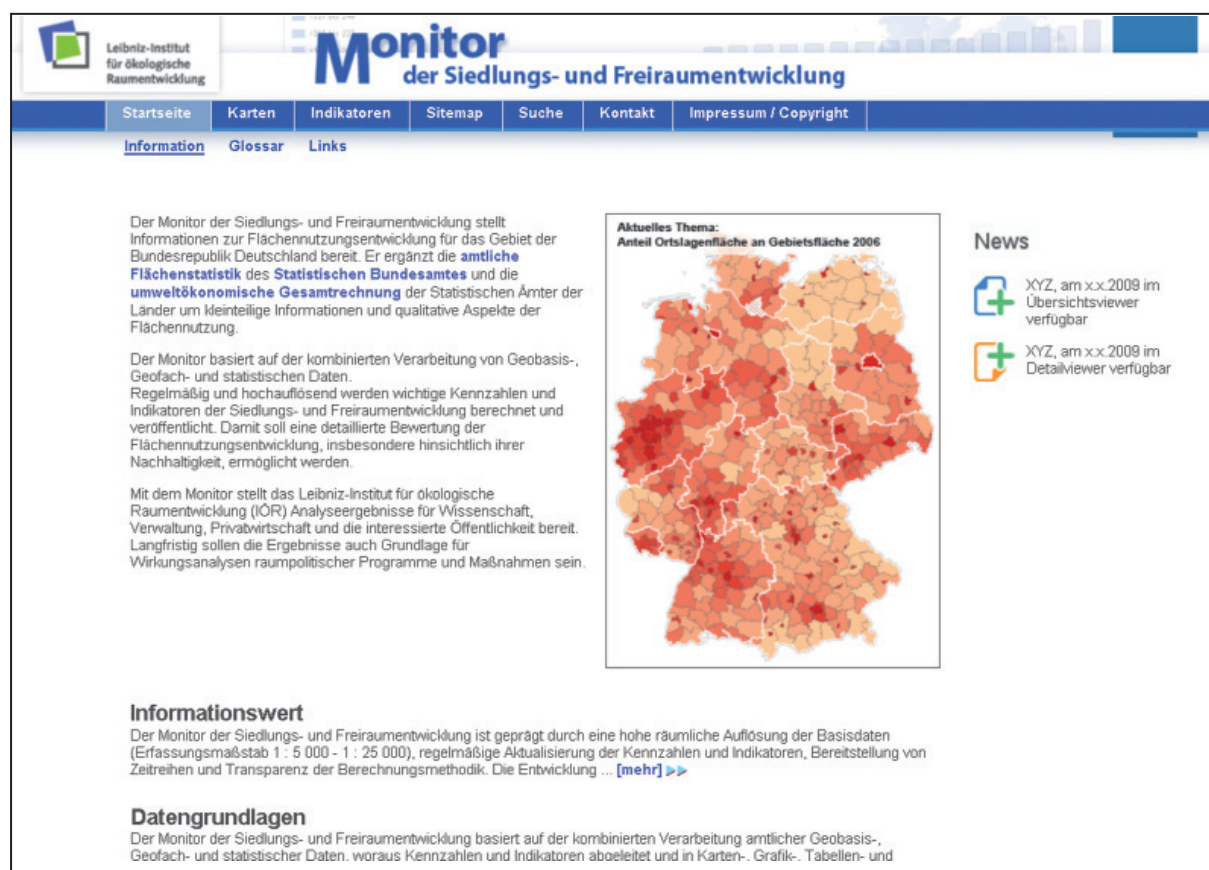 Leibniz-Institut
für ökologische
Raumentwicklung
Monitor
der Siedlungs- und Freiraumentwicklung
Startseite Karten Indikatoren Sitemap Suche Kontakt Impressum / Copyright
Information Glossar Links
Der Monitor der Siedlungs- und Freiraumentwicklung stellt
Informationen zur Flächennutzungsentwicklung für das Gebiet der
Bundesrepublik Deutschland bereit. Er ergänzt die amtliche
Flächenstatistik des Statistischen Bundesamtes und die
umweltökonomische Gesamtrechnung der Statistischen Ämter der
Länder um kleinteilige Informationen und qualitative Aspekte der
Flächennutzung.
Der Monitor basiert auf der kombinierten Verarbeitung von Geobasis-,
Geofach- und statistischen Daten.
Regelmäßig und hochauflösend werden wichtige Kennzahlen und
Indikatoren der Siedlungs- und Freiraumentwicklung berechnet und
veröffentlicht. Damit soll eine detaillierte Bewertung der
Flächennutzungsentwicklung, insbesondere hinsichtlich ihrer
Nachhaltigkeit, ermöglicht werden.
Mit dem Monitor stellt das Leibniz-Institut für ökologische
Raumentwicklung (IÖR) Analyseergebnisse für Wissenschaft,
Verwaltung, Privatwirtschaft und die interessierte Öffentlichkeit bereit.
Langfristig sollen die Ergebnisse auch Grundlage für
Wirkungsanalysen raumpolitischer Programme und Maßnahmen sein.
Aktuelles Thema:
Anteil Ortslagenfläche an Gebietsfläche 2006
News
XYZ, am x.x.2009 im
Übersichtsviewer
verfügbar
XYZ, am x.x.2009 im
Detailviewer verfügbar
Informationswert
Der Monitor der Siedlungs- und Freiraumentwicklung ist geprägt durch eine hohe räumliche Auflösung der Basisdaten
(Erfassungsmaßstab 1 : 5 000 - 1 : 25 000), regelmäßige Aktualisierung der Kennzahlen und Indikatoren, Bereitstellung von
Zeitreihen und Transparenz der Berechnungsmethodik. Die Entwicklung ... [mehr]
Datengrundlagen
Der Monitor der Siedlungs- und Freiraumentwicklung basiert auf der kombinierten Verarbeitung amtlicher Geobasis-,
Geofach- und statistischer Daten, woraus Kennzahlen und Indikatoren abgeleitet und in Karten-, Grafik-, Tabellen- und